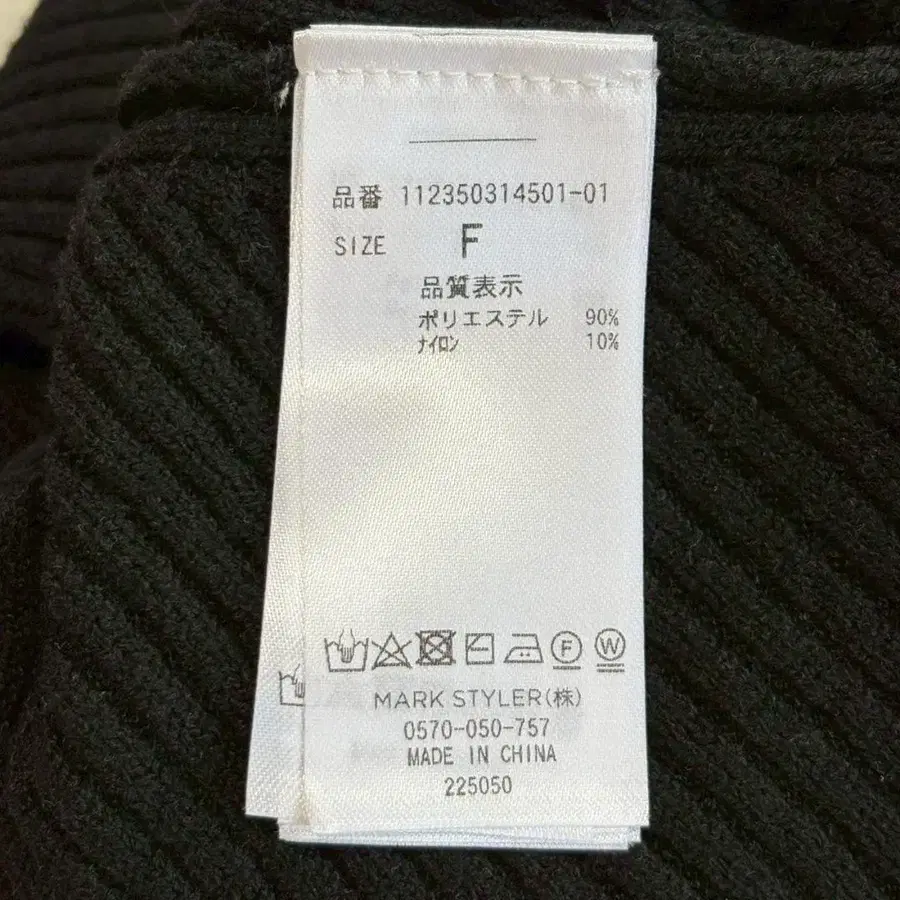 品番 112350314501-01
SIZE F
品質表示
ポリエステル 90%
ナイロン 10%
F W
MARK STYLER(株)
0570-050-757
MADE IN CHINA
225050